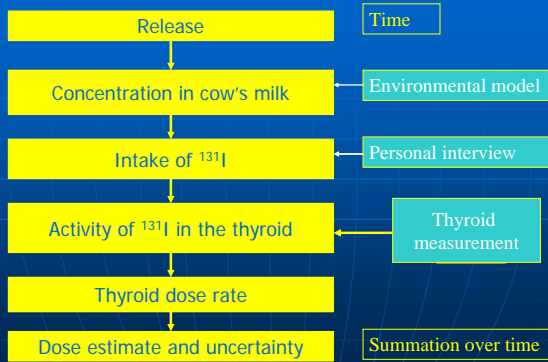 Release
Time
Concentration in cow's milk
Environmental model
Intake of ¹³¹I
Personal interview
Activity of ¹³¹I in the thyroid
Thyroid
measurement
Thyroid dose rate
Dose estimate and uncertainty
Summation over time